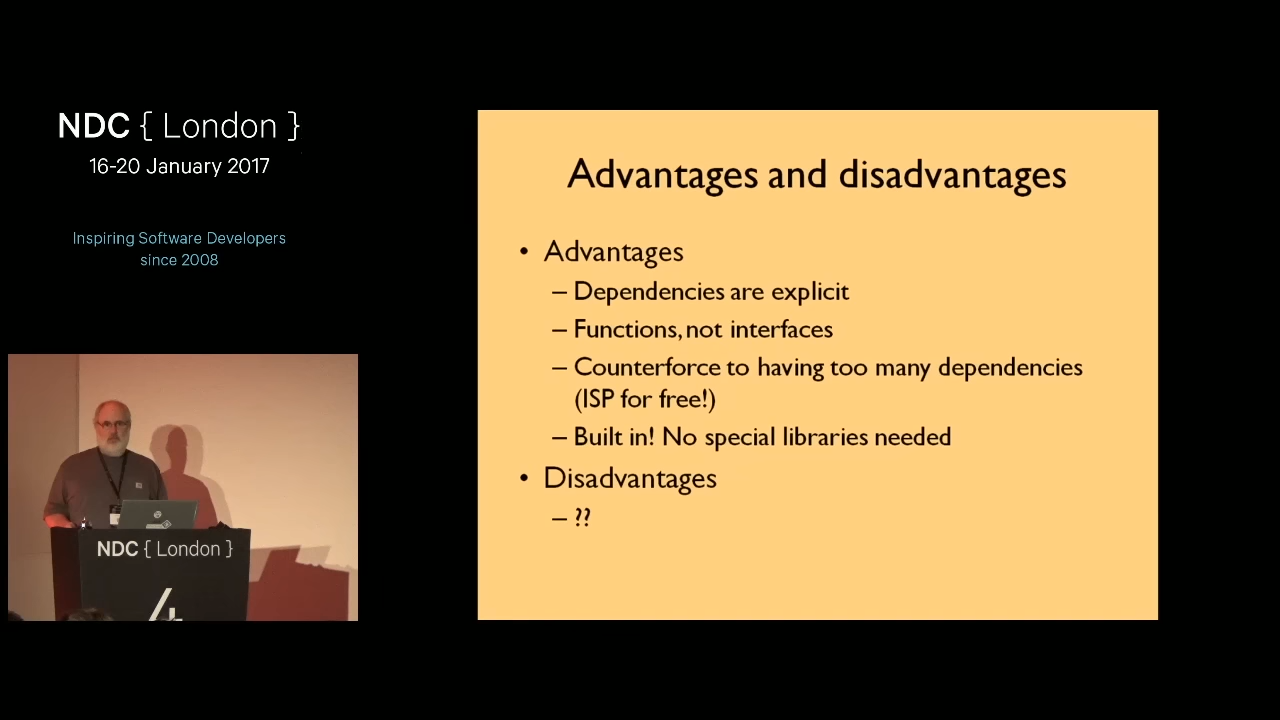 NDC { London }
16-20 January 2017
Inspiring Software Developers
since 2008
Advantages and disadvantages
• Advantages
– Dependencies are explicit
– Functions, not interfaces
– Counterforce to having too many dependencies
(ISP for free!)
– Built in! No special libraries needed
• Disadvantages
– ??
NDC { London }
4